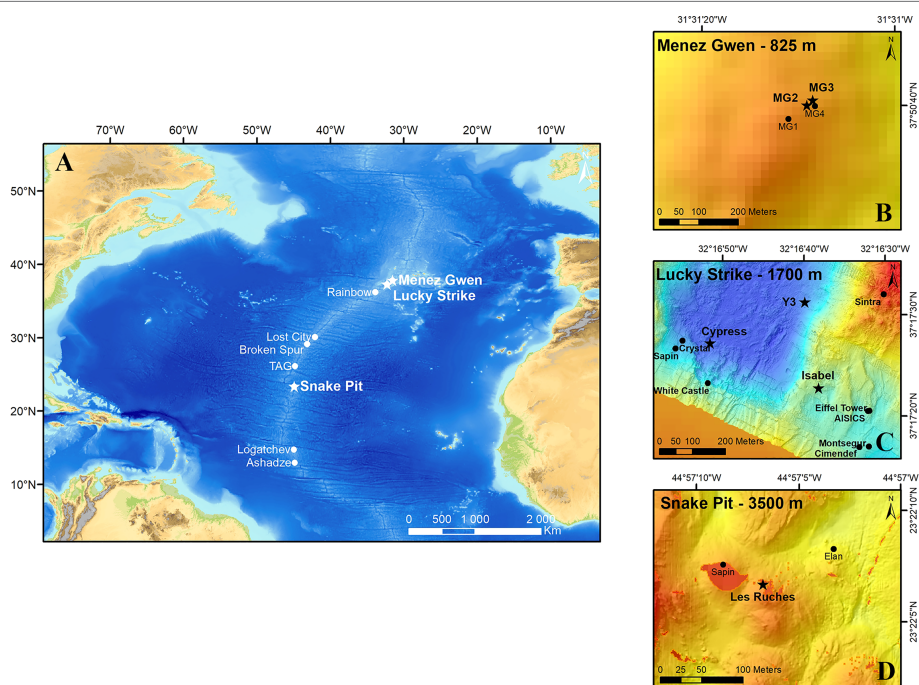 70°W 60°W 50°W 40°W 30°W 20°W 10°W
A
N
50°N
40°N
30°N
20°N
10°N
Menez Gwen
Rainbow
Lucky Strike
Lost City
Broken Spur
TAG
Snake Pit
Logatchev
Ashadze
0 500 1 000 2 000
Km
31°31'20"W 31°31'W
Menez Gwen - 825 m
N
MG3
MG2
MG4
MG1
37°50'40"N
0 50 100 200 Meters
B
32°16'50"W 32°16'40"W 32°16'30"W
Lucky Strike - 1700 m
N
Y3
Sintra
37°17'30"N
Cypress
Crystal
Sapin
Isabel
White Castle
Eiffel Tower
AISICS
37°17'20"N
Montsegur
Cimendef
0 50 100 200 Meters
C
44°57'10"W 44°57'5"W 44°57'W
Snake Pit - 3500 m
N
23°22'10"N
Elan
Sapin
Les Ruches
23°22'5"N
0 25 50 100 Meters
D